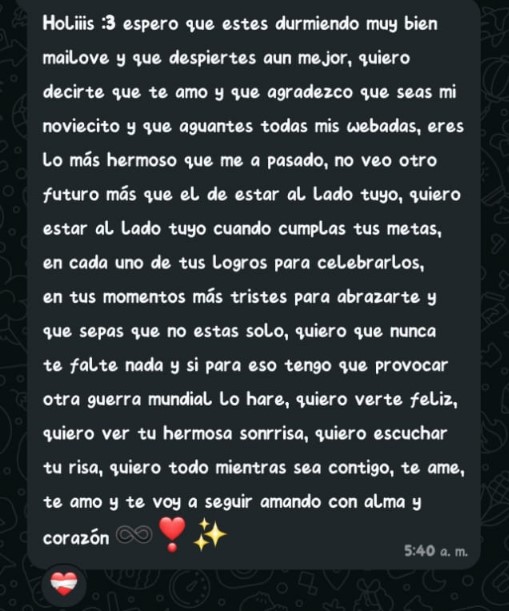 Holiiis :3 espero que estes durmiendo muy bien
mailove y que despiertes aun mejor, quiero
decirte que te amo y que agradezco que seas mi
noviecito y que aguantes todas mis webadas, eres
lo más hermoso que me a pasado, no veo otro
futuro más que el de estar al lado tuyo, quiero
estar al lado tuyo cuando cumplas tus metas,
en cada uno de tus logros para celebrarlos,
en tus momentos más tristes para abrazarte y
que sepas que no estas solo, quiero que nunca
te falte nada y si para eso tengo que provocar
otra guerra mundial lo hare, quiero verte feliz,
quiero ver tu hermosa sonrrisa, quiero escuchar
tu risa, quiero todo mientras sea contigo, te ame,
te amo y te voy a seguir amando con alma y
corazón ♾️❣️✨
5:40 a. m.